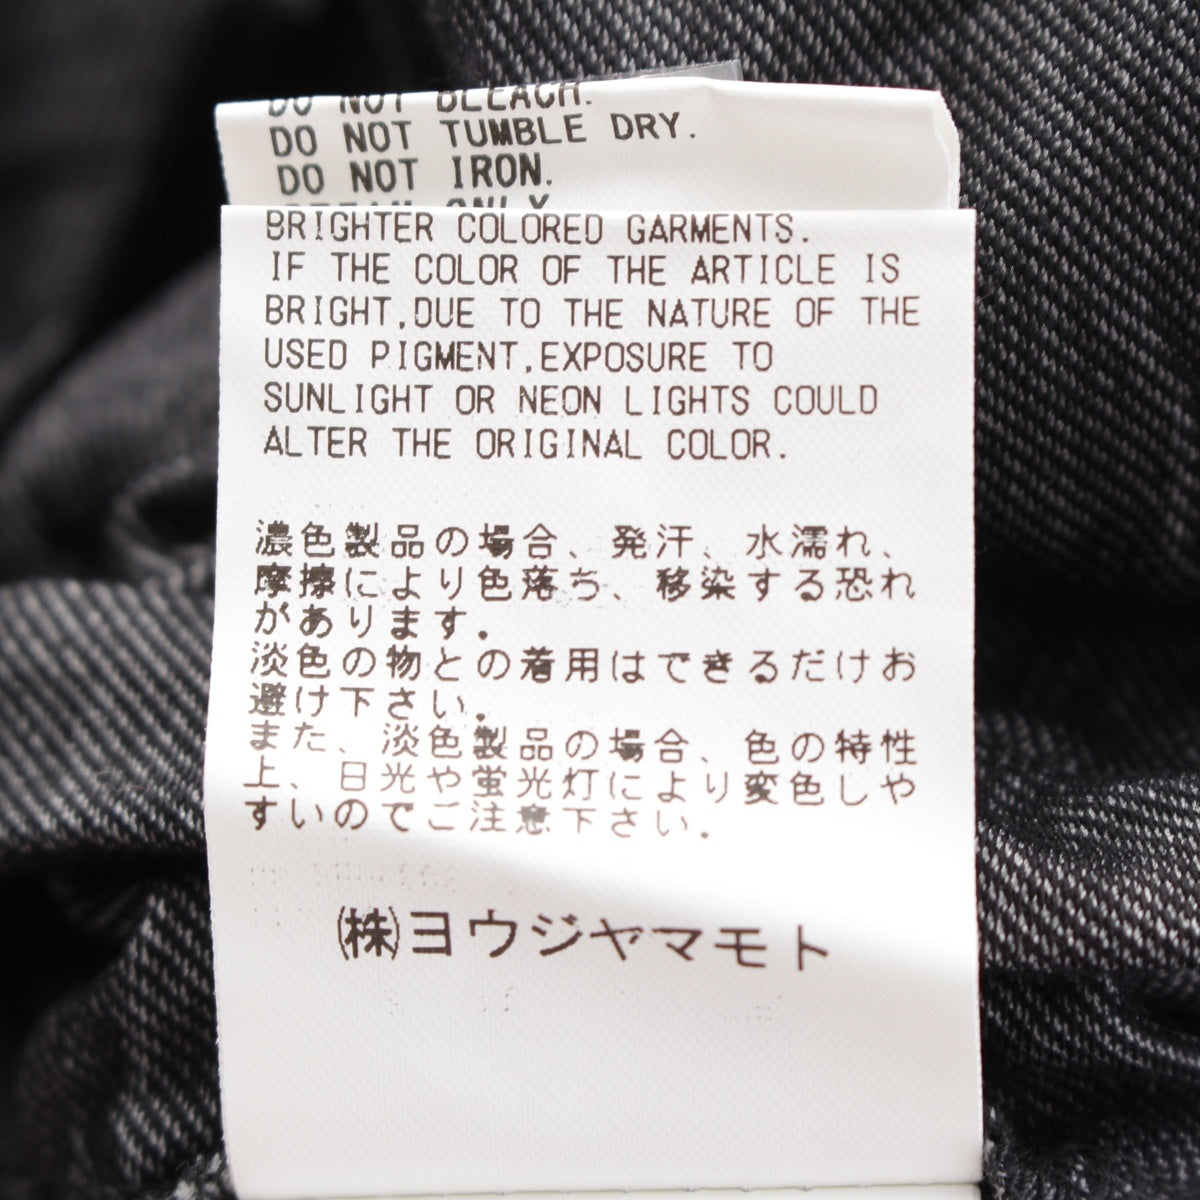 DO NOT BLEACH.
DO NOT TUMBLE DRY.
DO NOT IRON.
ONLY
BRIGHTER COLORED GARMENTS.
IF THE COLOR OF THE ARTICLE IS
BRIGHT,DUE TO THE NATURE OF THE
USED PIGMENT,EXPOSURE TO
SUNLIGHT OR NEON LIGHTS COULD
ALTER THE ORIGINAL COLOR.
濃色製品の場合、発汗、水濡れ、
摩擦により色落ち、移染する恐れ
があります.
淡色の物との着用はできるだけお
避け下さい.
また、淡色製品の場合、色の特性
上、日光や蛍光灯により変色しや
すいのでご注意下さい.
㈱ヨウジヤマモト